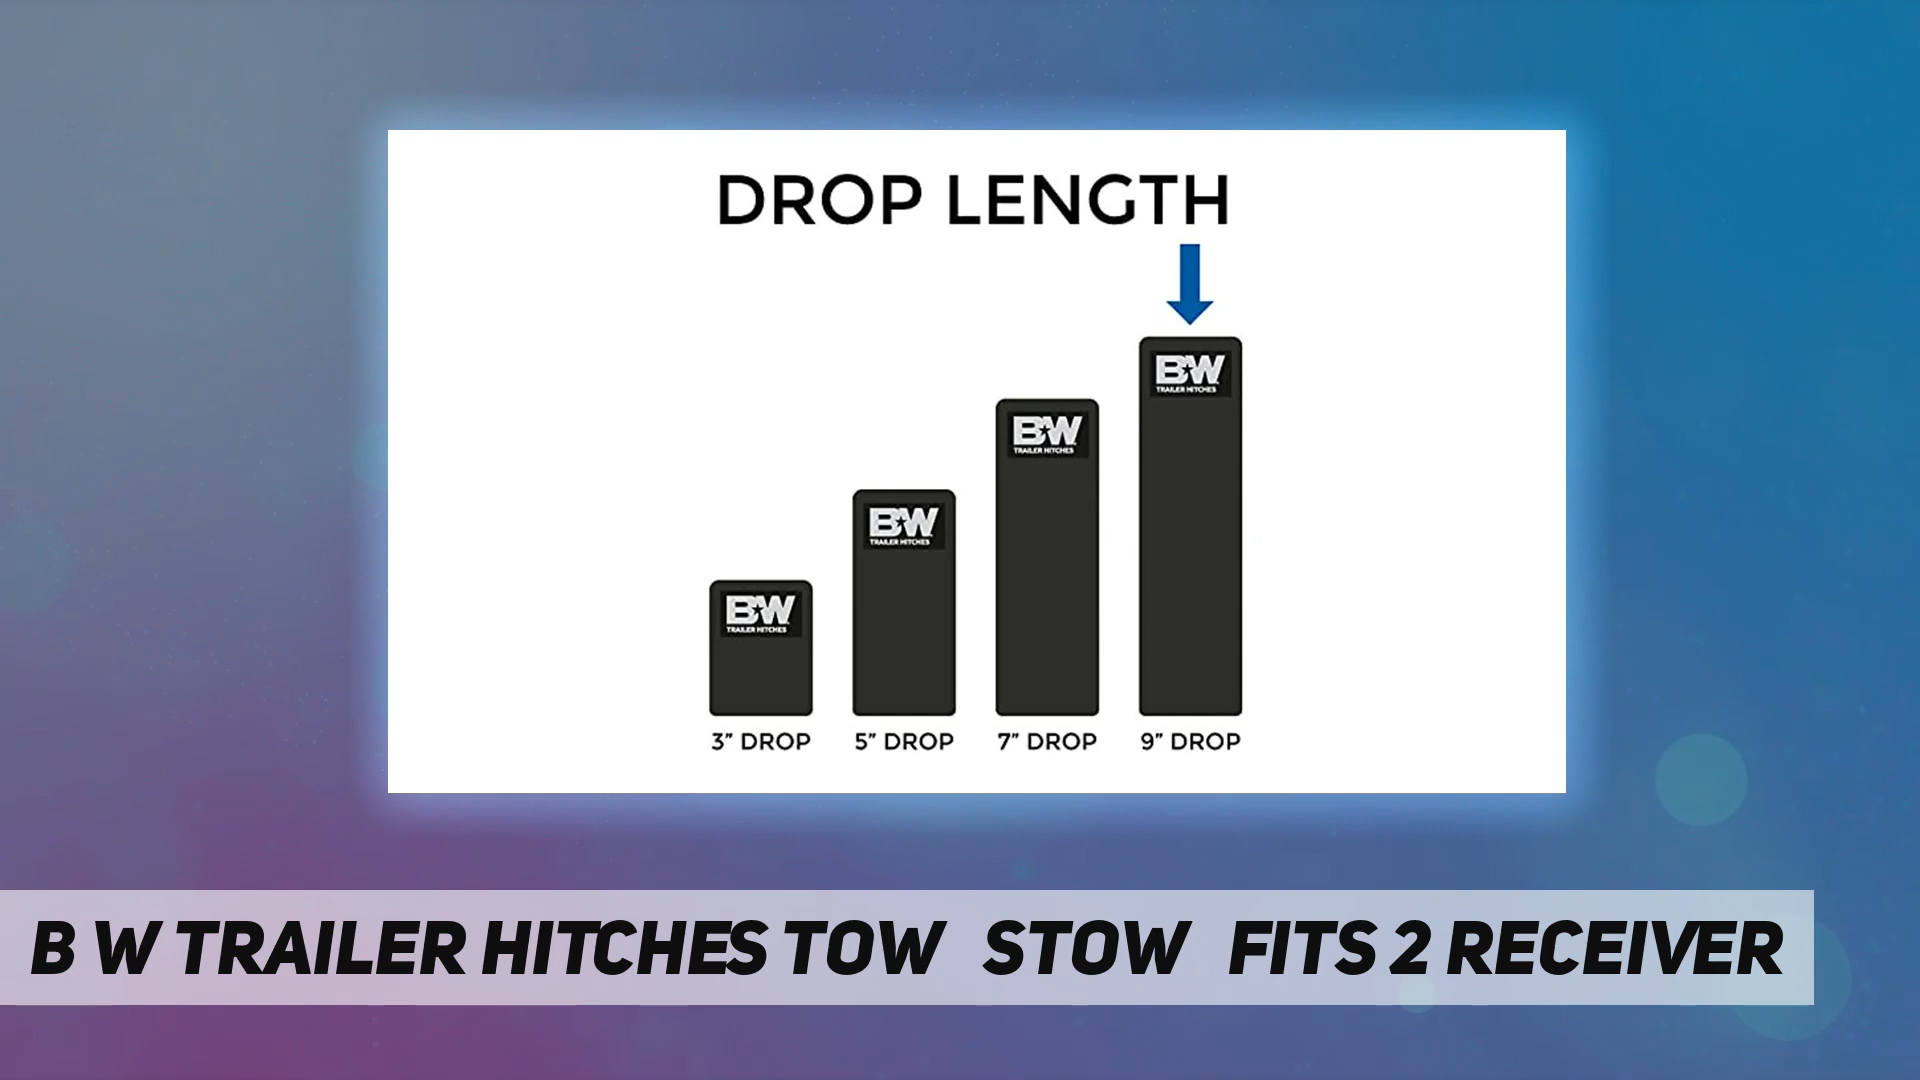 DROP LENGTH
B★W
TRAILER HITCHES
B★W
TRAILER HITCHES
B★W
TRAILER HITCHES
B★W
TRAILER HITCHES
3” DROP 5” DROP 7” DROP 9” DROP
B W TRAILER HITCHES TOW STOW FITS 2 RECEIVER